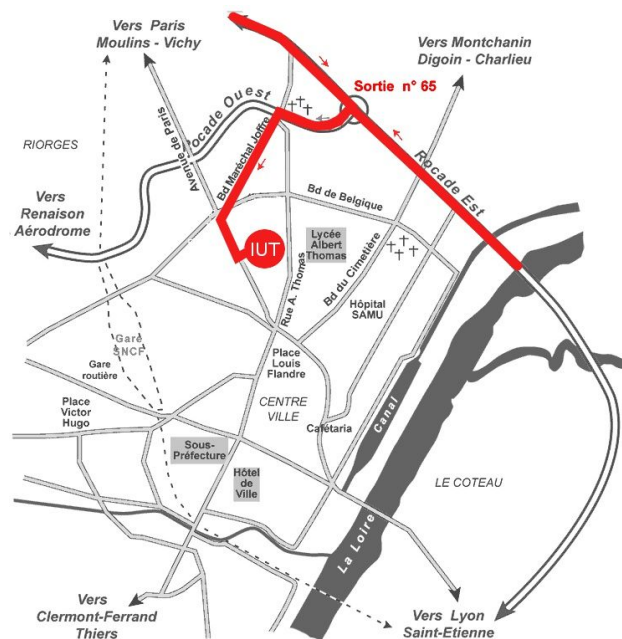 Vers Paris
Moulins - Vichy
Vers Montchanin
Digoin - Charlieu
Sortie n° 65
Rocade Ouest
Avenue de Paris
RIORGES
Bd Maréchal Joffre
Rocade Est
Vers
Renaison
Aérodrome
Bd de Belgique
IUT
Lycée
Albert
Thomas
Rue A. Thomas
Bd du Cimetière
Hôpital
SAMU
Gare
SNCF
Gare
routière
Place
Louis
Flandre
Place
Victor
Hugo
CENTRE
VILLE
Cafétaria
Canal
Sous-
Préfecture
Hôtel
de
Ville
LE COTEAU
La Loire
Vers
Clermont-Ferrand
Thiers
Vers Lyon
Saint-Etienne